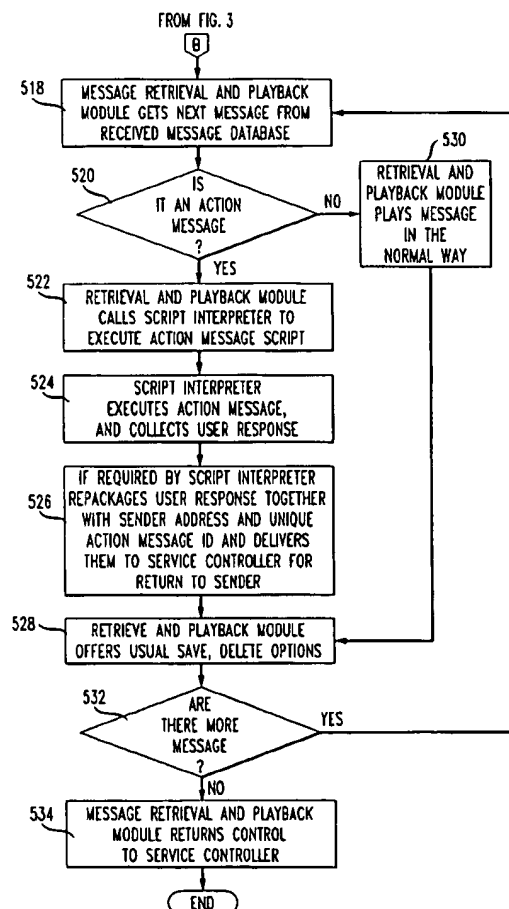 FROM FIG. 3
B
518
MESSAGE RETRIEVAL AND PLAYBACK
MODULE GETS NEXT MESSAGE FROM
RECEIVED MESSAGE DATABASE
520
IS
IT AN ACTION
MESSAGE
?
NO
YES
530
RETRIEVAL AND
PLAYBACK MODULE
PLAYS MESSAGE
IN THE
NORMAL WAY
522
RETRIEVAL AND PLAYBACK MODULE
CALLS SCRIPT INTERPRETER TO
EXECUTE ACTION MESSAGE SCRIPT
524
SCRIPT INTERPRETER
EXECUTES ACTION MESSAGE,
AND COLLECTS USER RESPONSE
526
IF REQUIRED BY SCRIPT INTERPRETER
REPACKAGES USER RESPONSE TOGETHER
WITH SENDER ADDRESS AND UNIQUE
ACTION MESSAGE ID AND DELIVERS
THEM TO SERVICE CONTROLLER FOR
RETURN TO SENDER
528
RETRIEVE AND PLAYBACK MODULE
OFFERS USUAL SAVE, DELETE OPTIONS
532
ARE
THERE MORE
MESSAGE
?
YES
NO
534
MESSAGE RETRIEVAL AND PLAYBACK
MODULE RETURNS CONTROL
TO SERVICE CONTROLLER
END